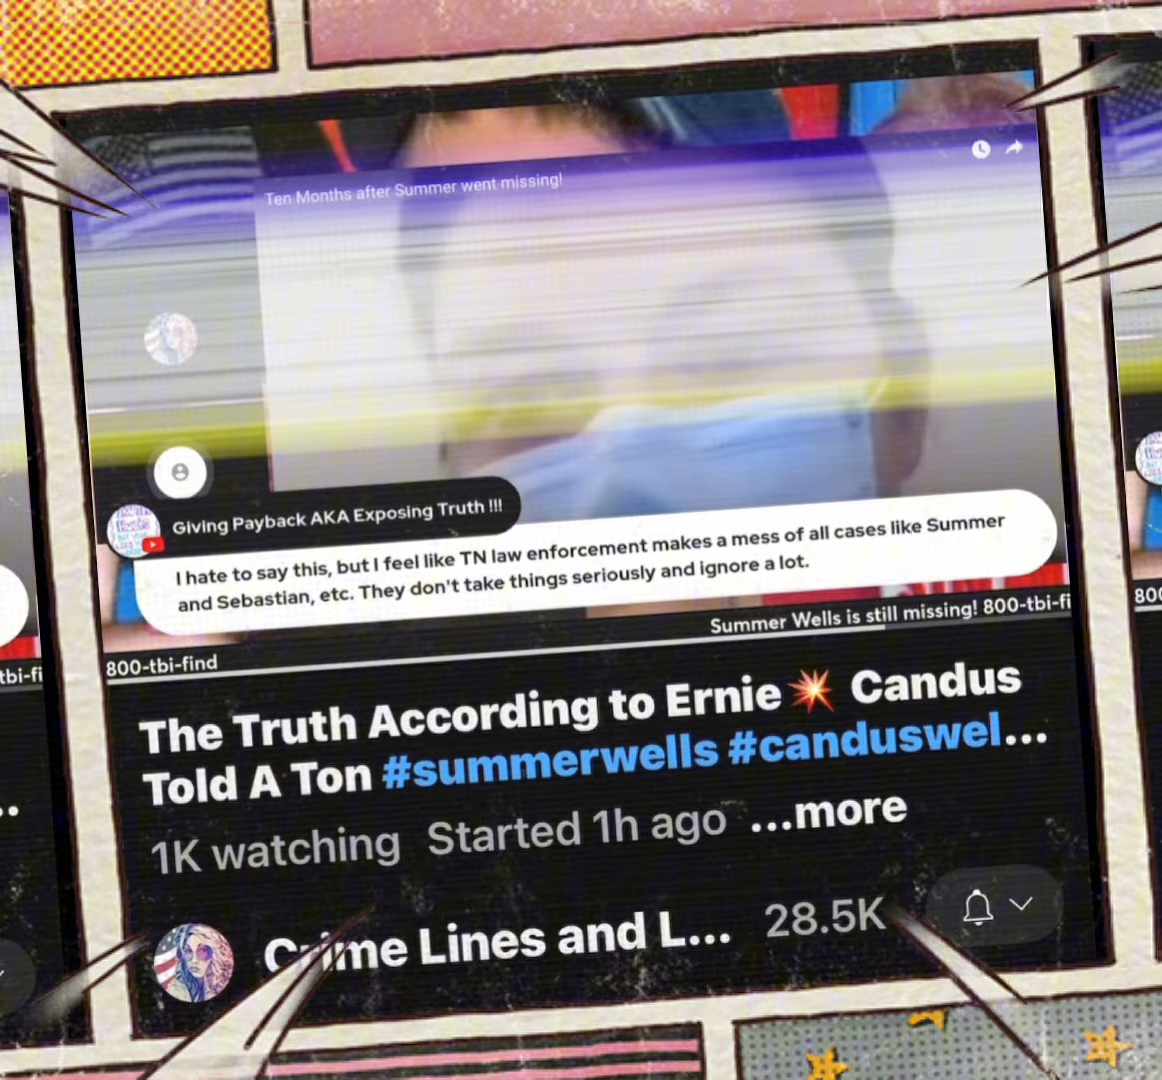 Ten Months after Summer went missing!
Giving Payback AKA Exposing Truth !!!
I hate to say this, but I feel like TN law enforcement makes a mess of all cases like Summer
and Sebastian, etc. They don't take things seriously and ignore a lot.
Summer Wells is still missing! 800-tbi-fi
800-tbi-find
The Truth According to Ernie💥 Candus
Told A Ton #summerwells #canduswel...
1K watching Started 1h ago ...more
Crime Lines and L... 28.5K
tbi-fi
800